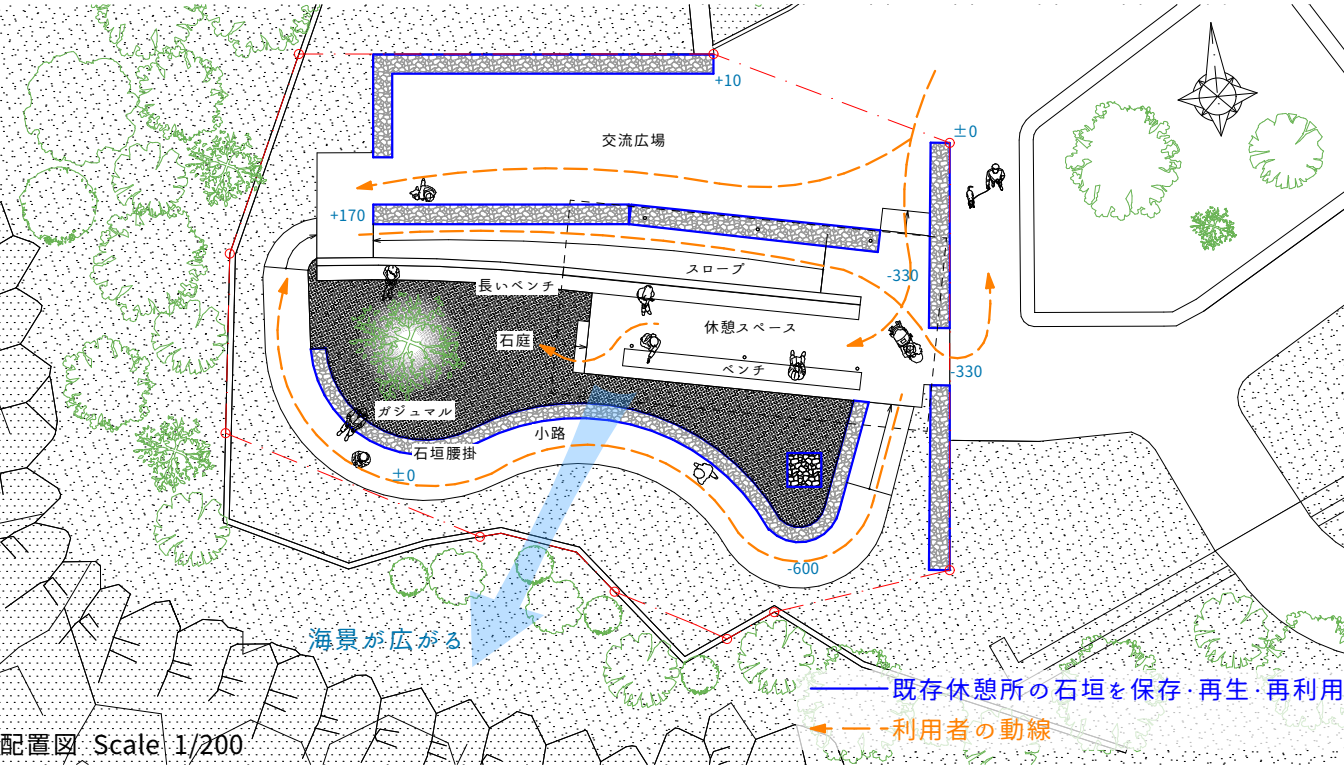 +10
±0
交流広場
+170
スロープ
-330
長いベンチ
休憩スペース
石庭
ベンチ
-330
ガジュマル
小路
石垣腰掛
±0
-600
海景が広がる
既存休憩所の石垣を保存·再生·再利用
利用者の動線
配置図 Scale 1/200